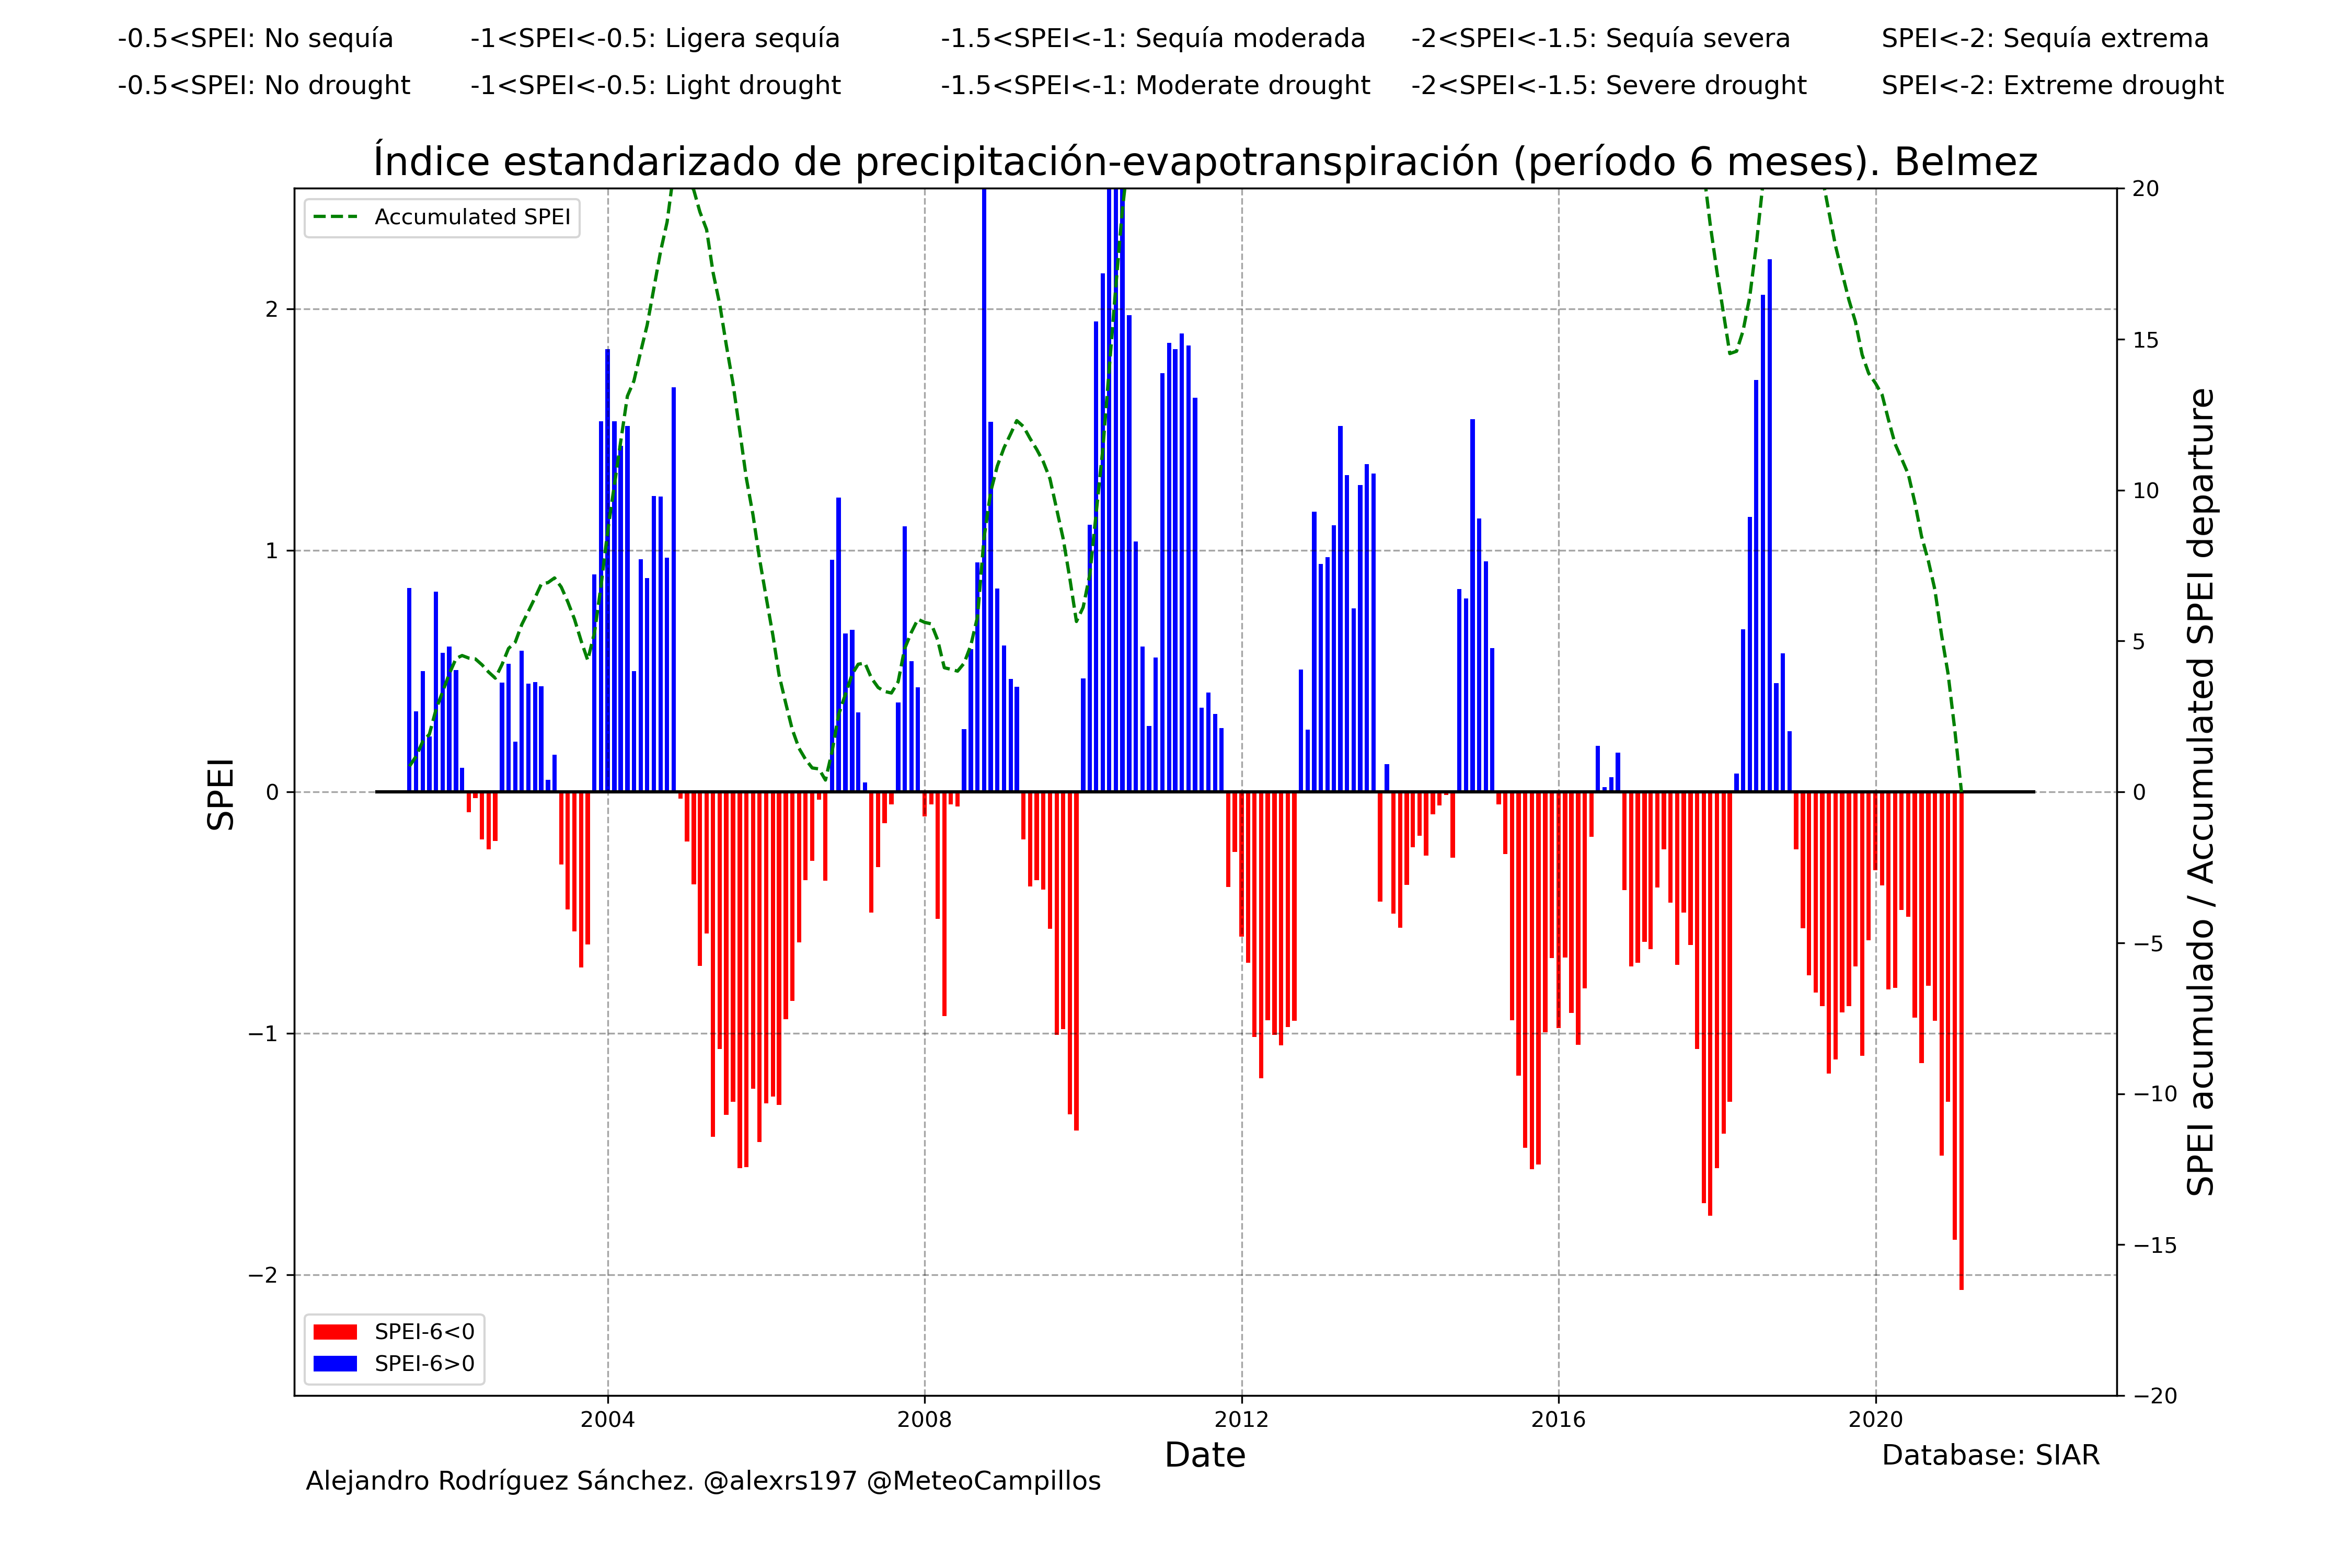 -0.5<SPEI: No sequía -1<SPEI<-0.5: Ligera sequía -1.5<SPEI<-1: Sequía moderada -2<SPEI<-1.5: Sequía severa SPEI<-2: Sequía extrema
-0.5<SPEI: No drought -1<SPEI<-0.5: Light drought -1.5<SPEI<-1: Moderate drought -2<SPEI<-1.5: Severe drought SPEI<-2: Extreme drought
Índice estandarizado de precipitación-evapotranspiración (período 6 meses). Belmez
Accumulated SPEI
SPEI
2
1
0
−1
−2
20
15
10
5
0
−5
−10
−15
−20
SPEI acumulado / Accumulated SPEI departure
SPEI-6<0
SPEI-6>0
2004 2008 2012 2016 2020
Date
Database: SIAR
Alejandro Rodríguez Sánchez. @alexrs197 @MeteoCampillos